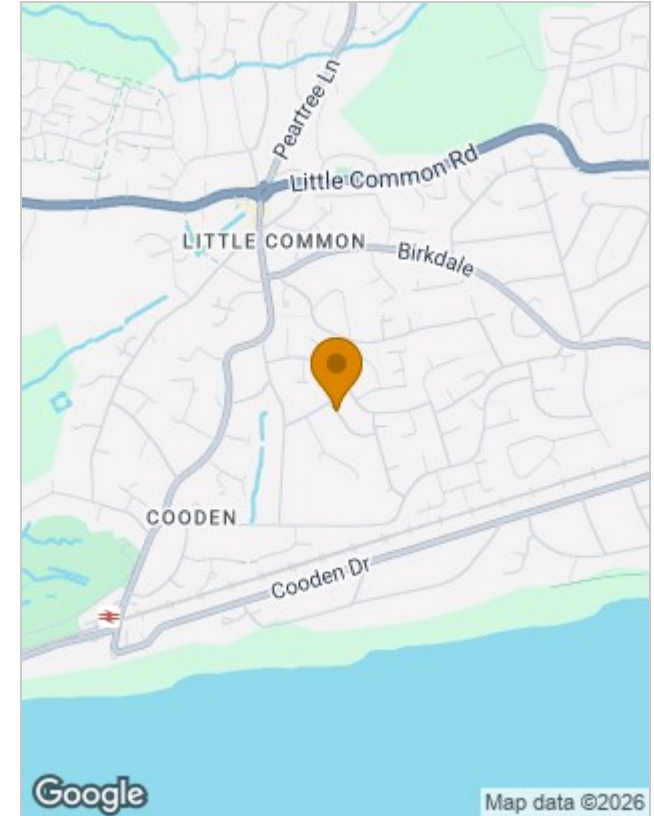 Peartree Ln
Little Common Rd
LITTLE COMMON
Birkdale
COODEN
Cooden Dr
Google
Map data ©2026